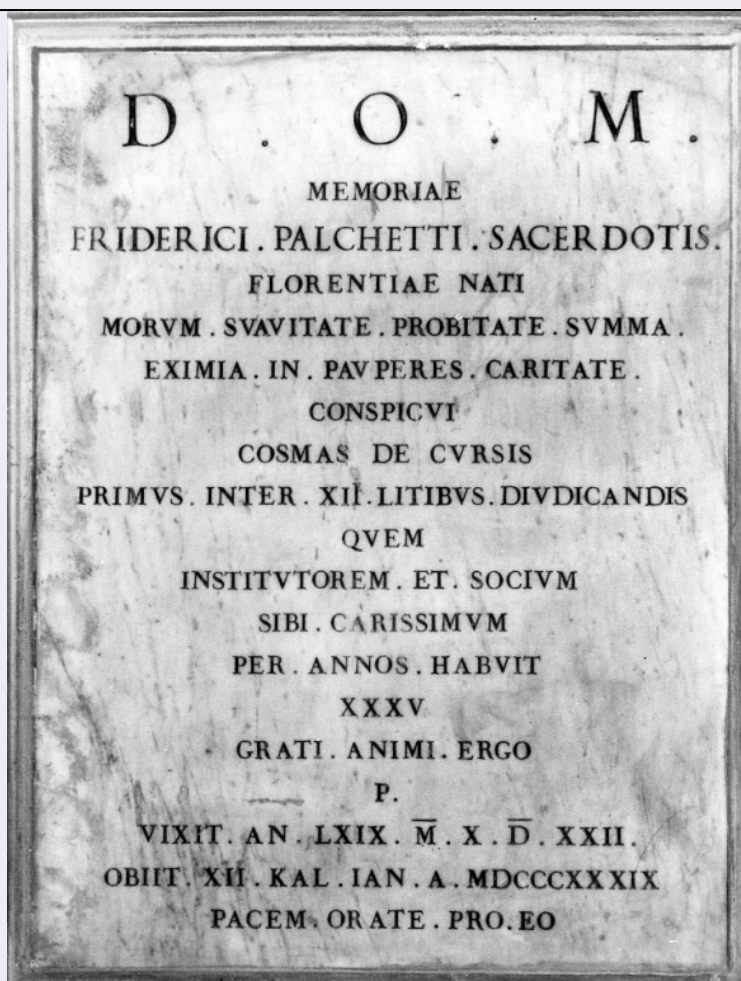 D . O . M .
MEMORIAE
FRIDERICI . PALCHETTI . SACERDOTIS .
FLORENTIAE NATI
MORVM . SVAVITATE . PROBITATE . SVMMA .
EXIMIA . IN . PAVPERES . CARITATE .
CONSPICVI
COSMAS DE CVRSIS
PRIMVS . INTER . XII . LITIBVS . DIVDICANDIS
QVEM
INSTITVTOREM . ET . SOCIVM
SIBI . CARISSIMVM
PER . ANNOS . HABVIT
XXXV
GRATI . ANIMI . ERGO
P.
VIXIT . AN . LXIX . M̅ . X . D̅ . XXII .
OBIIT . XII . KAL . IAN . A . MDCCCXXXIX
PACEM . ORATE . PRO . EO